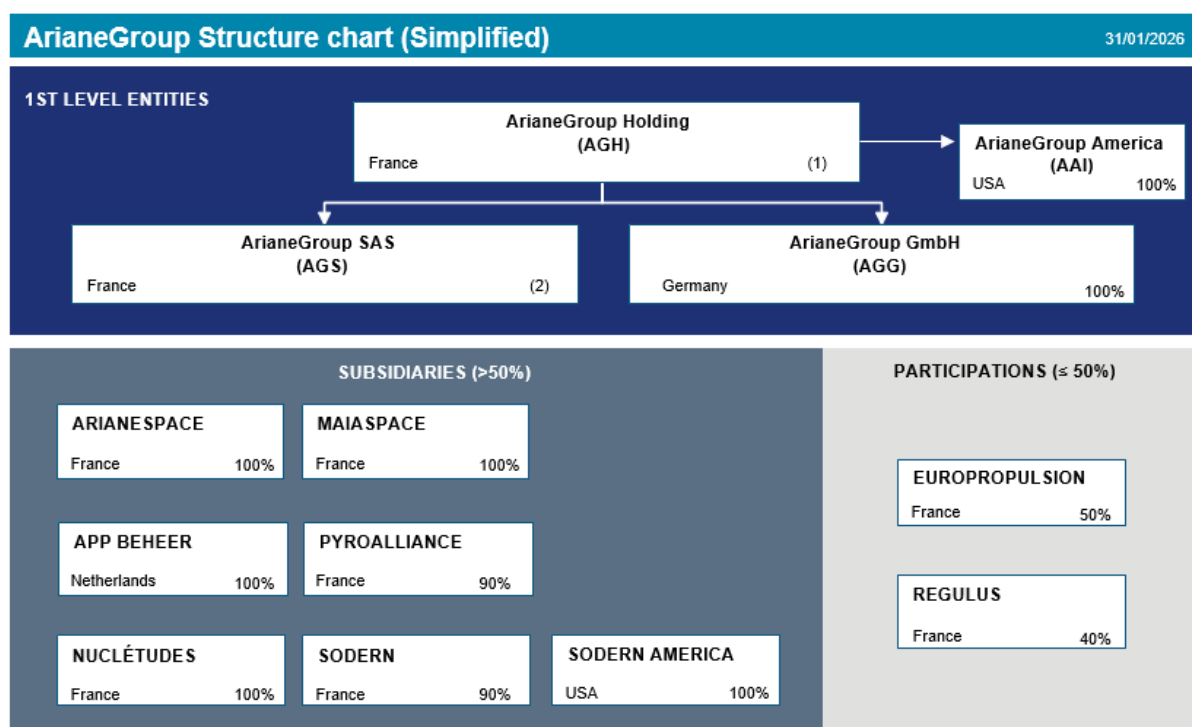 ArianeGroup Structure chart (Simplified)
31/01/2026
1ST LEVEL ENTITIES
ArianeGroup Holding
(AGH)
France (1)
ArianeGroup America
(AAI)
USA 100%
ArianeGroup SAS
(AGS)
France (2)
ArianeGroup GmbH
(AGG)
Germany 100%
SUBSIDIARIES (>50%)
ARIANESPACE
France 100%
MAIASPACE
France 100%
APP BEHEER
Netherlands 100%
PYROALLIANCE
France 90%
NUCLÉTUDES
France 100%
SODERN
France 90%
SODERN AMERICA
USA 100%
PARTICIPATIONS (≤ 50%)
EUROPROPULSION
France 50%
REGULUS
France 40%